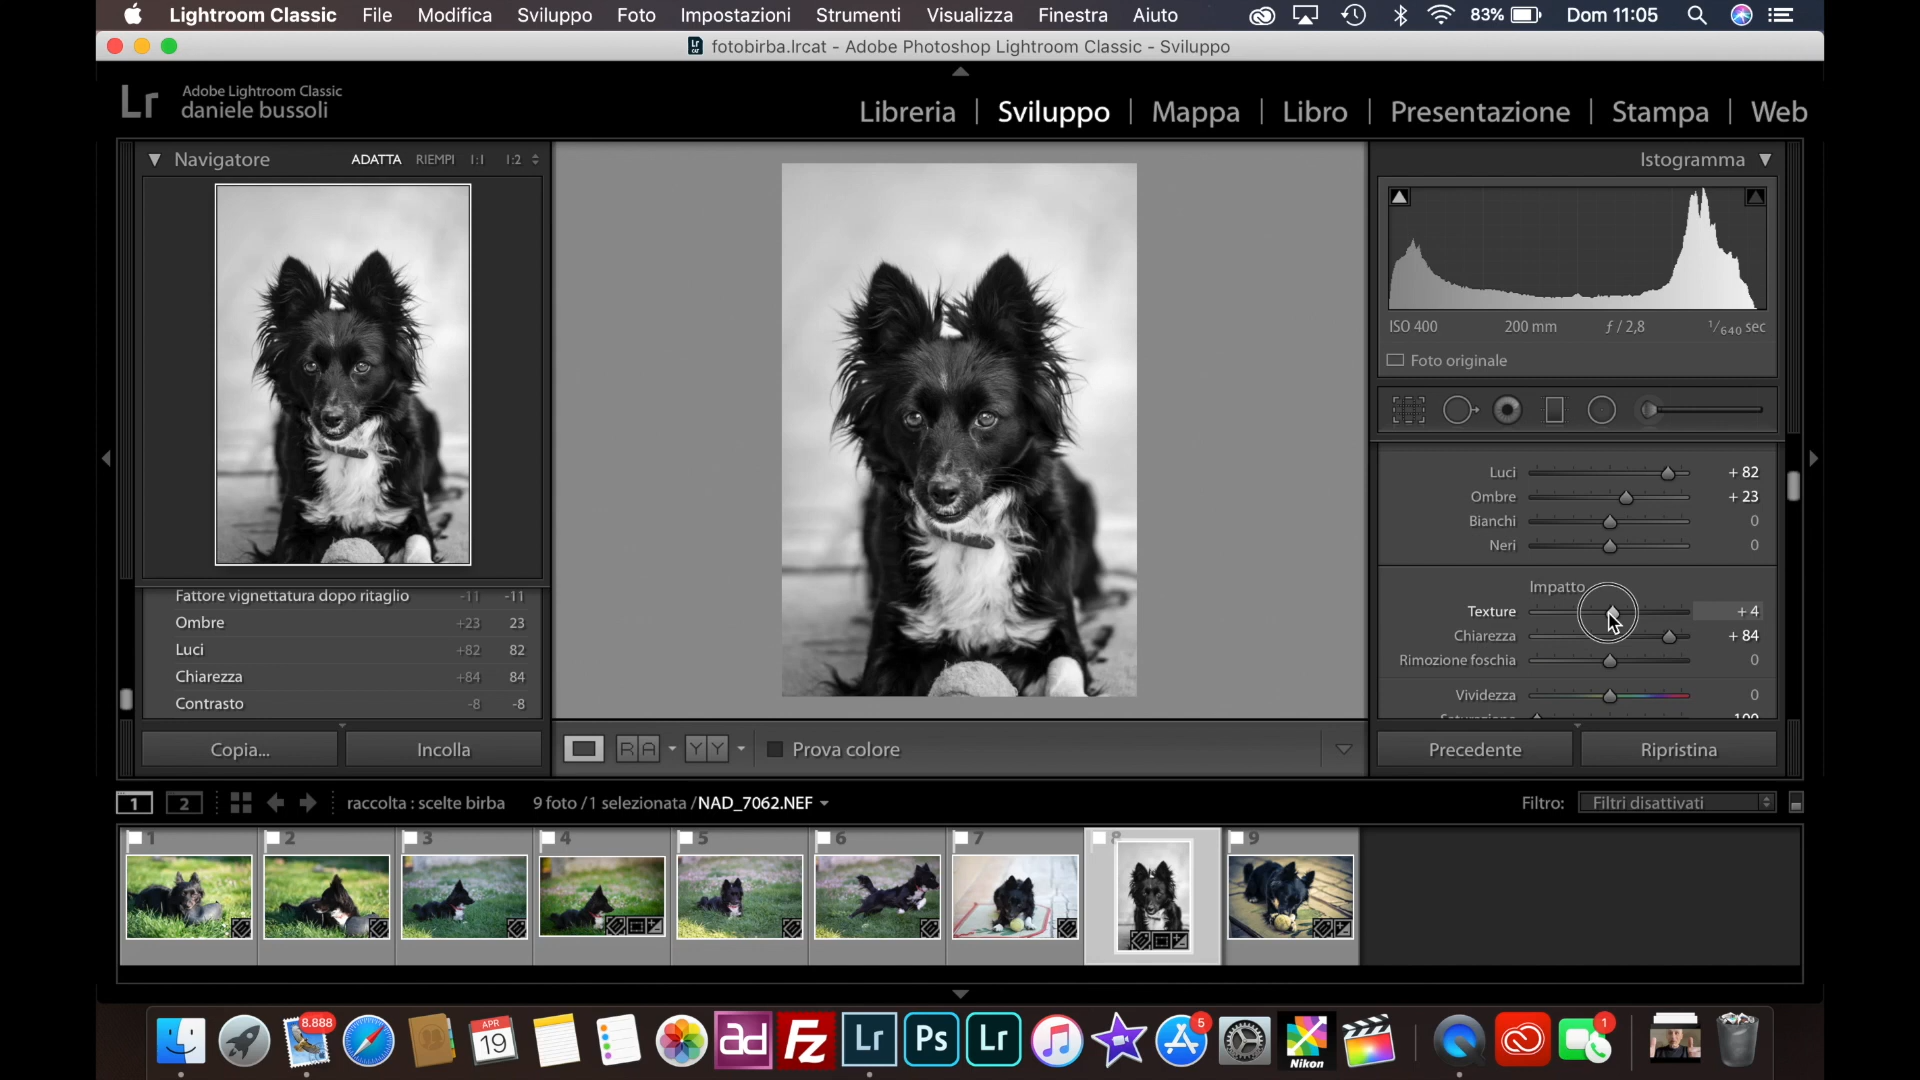 Lightroom Classic File Modifica Sviluppo Foto Impostazioni Strumenti Visualizza Finestra Aiuto 83% Dom 11:05
fotobirba.lrcat - Adobe Photoshop Lightroom Classic - Sviluppo
Lr Adobe Lightroom Classic
daniele bussoli
Libreria | Sviluppo | Mappa | Libro | Presentazione | Stampa | Web
Navigatore ADATTA RIEMPI 1:1 1:2
Istogramma
ISO 400 200 mm ƒ / 2,8 1/640 sec
Foto originale
Luci + 82
Ombre + 23
Bianchi 0
Neri 0
Impatto
Texture + 4
Chiarezza + 84
Rimozione foschia 0
Vividezza 0
Fattore vignettatura dopo ritaglio -11 -11
Ombre +23 23
Luci +82 82
Chiarezza +84 84
Contrasto -8 -8
Copia... Incolla
R A Y Y Prova colore
Precedente Ripristina
1 2 raccolta : scelte birba 9 foto / 1 selezionata / NAD_7062.NEF
Filtro: Filtri disattivati
1 2 3 4 5 6 7 8 9
8.888 APR 19 ad Fz Lr Ps Lr 5 Nikon 1